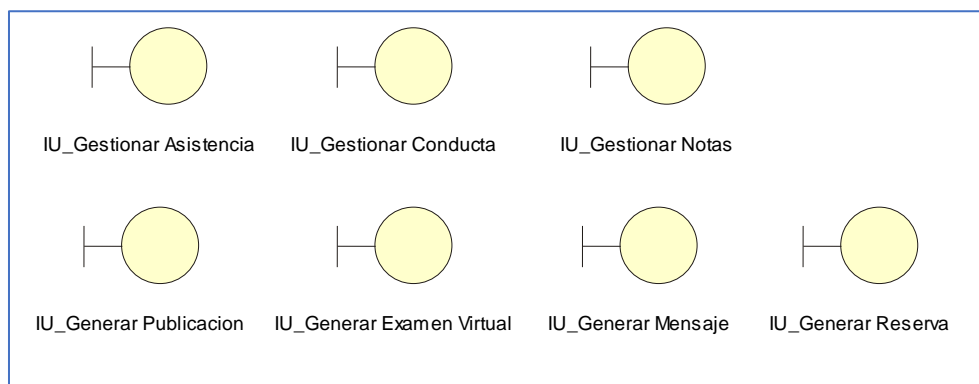 IU_Gestionar Asistencia
IU_Gestionar Conducta
IU_Gestionar Notas
IU_Generar Publicacion
IU_Generar Examen Virtual
IU_Generar Mensaje
IU_Generar Reserva